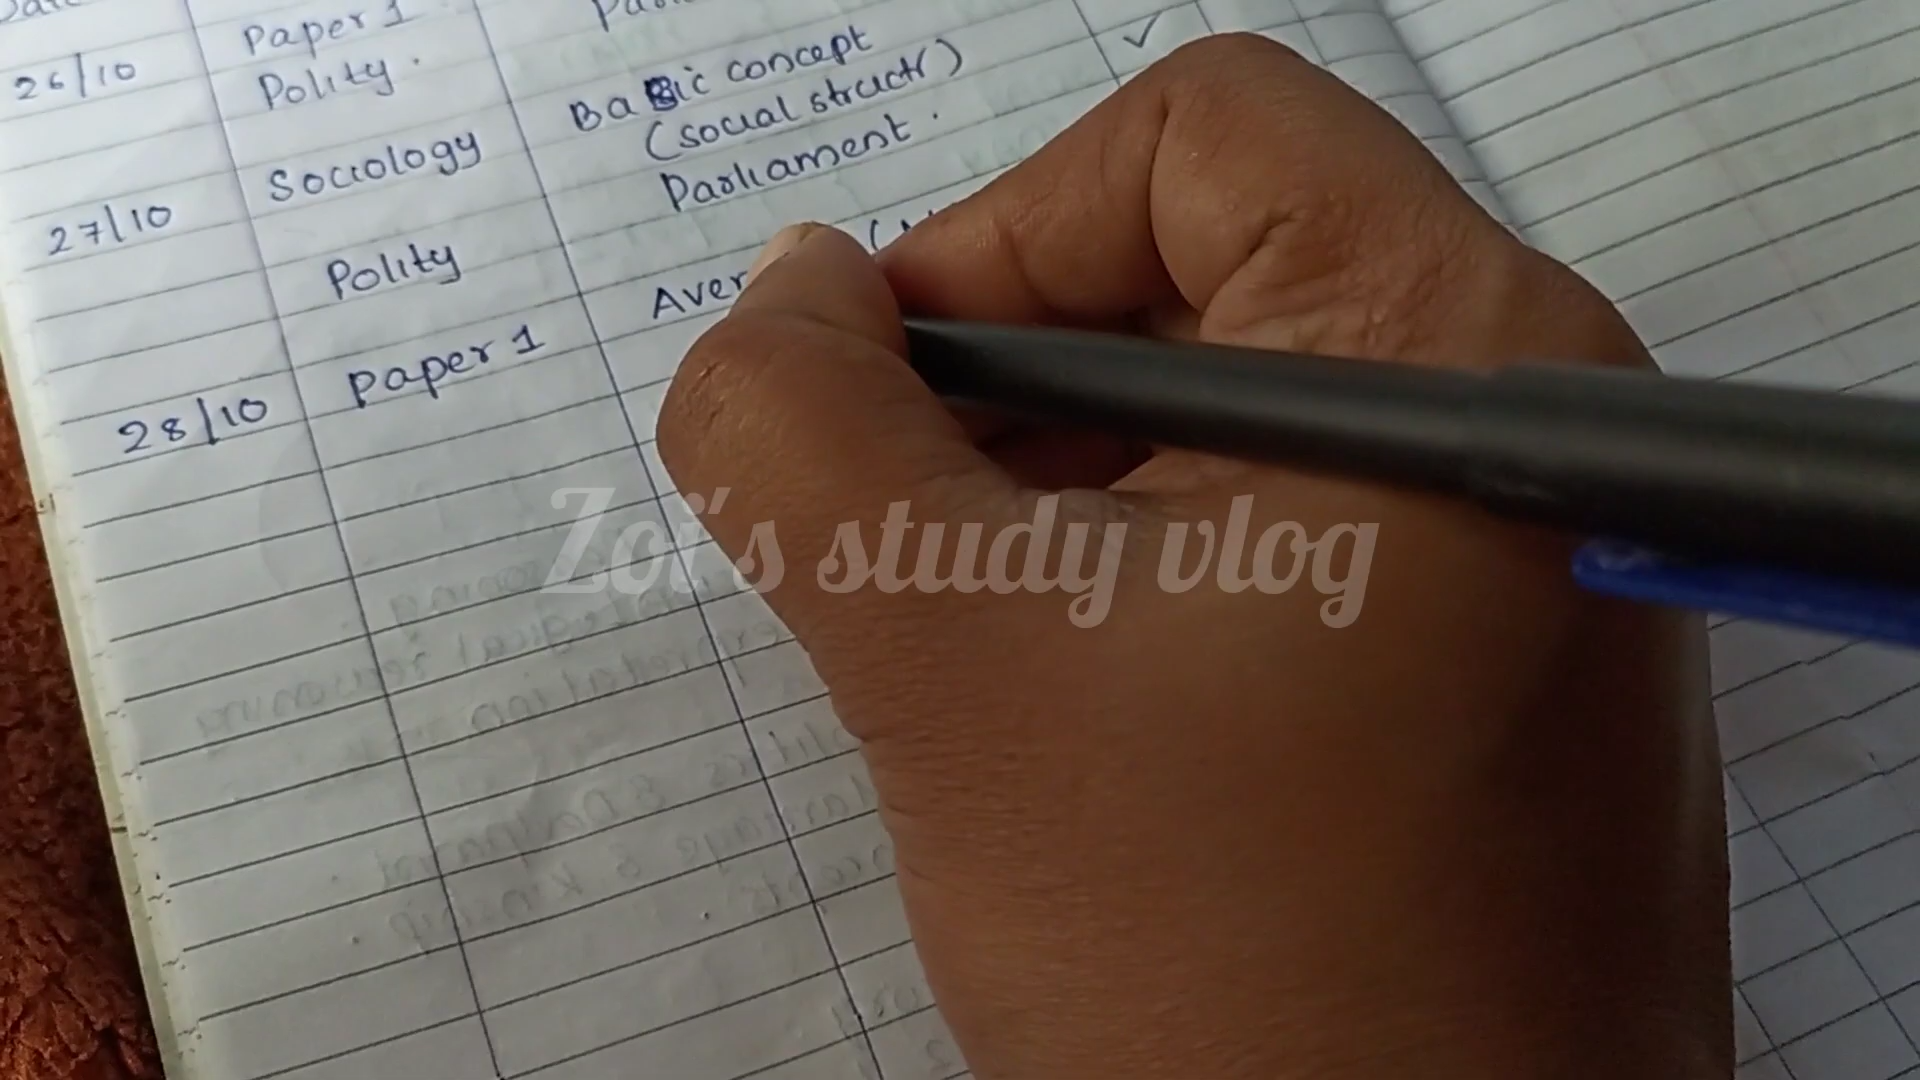 26/10 Paper 1
Polity.
Basic concept
(social structr)
27/10 Sociology Parliament.
Polity
28/10 Paper 1
Zoi's study vlog